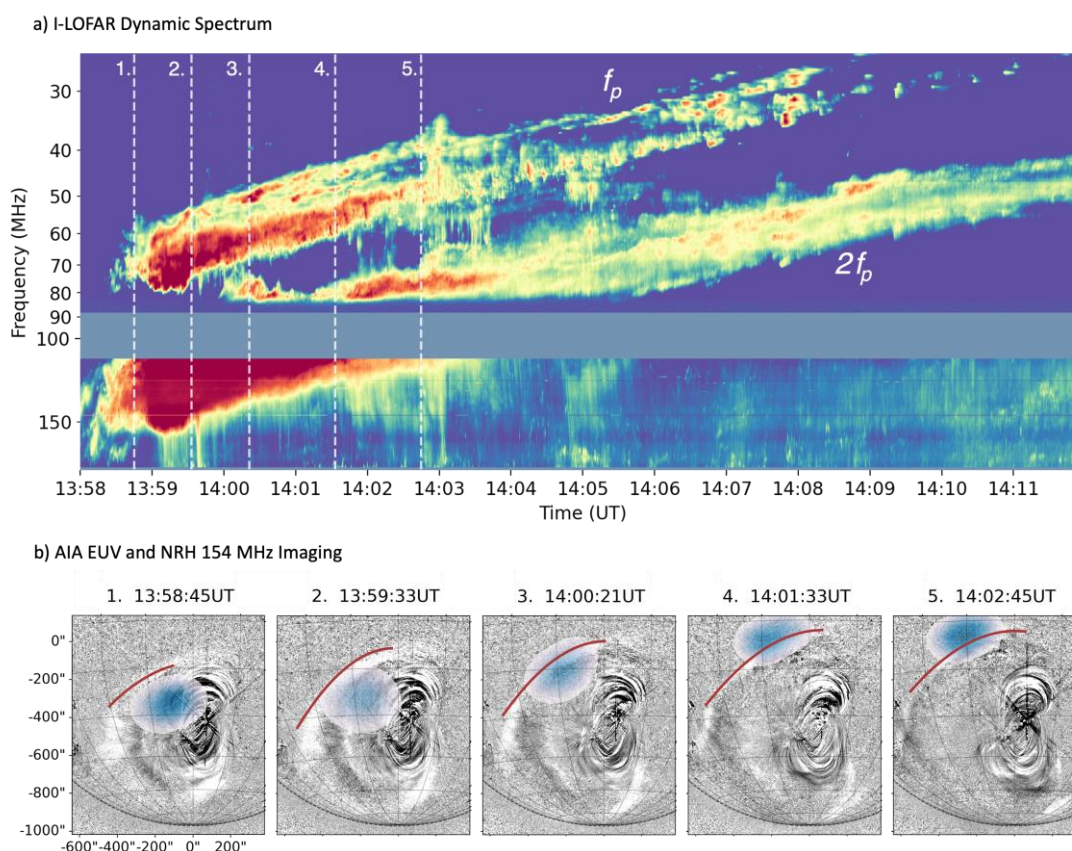 a) I-LOFAR Dynamic Spectrum
1. 2. 3. 4. 5.
fp
2fp
Frequency (MHz)
30
40
50
60
70
80
90
100
150
13:58 13:59 14:00 14:01 14:02 14:03 14:04 14:05 14:06 14:07 14:08 14:09 14:10 14:11
Time (UT)
b) AIA EUV and NRH 154 MHz Imaging
1. 13:58:45UT 2. 13:59:33UT 3. 14:00:21UT 4. 14:01:33UT 5. 14:02:45UT
0"
-200"
-400"
-600"
-800"
-1000"
-600" -400" -200" 0" 200"